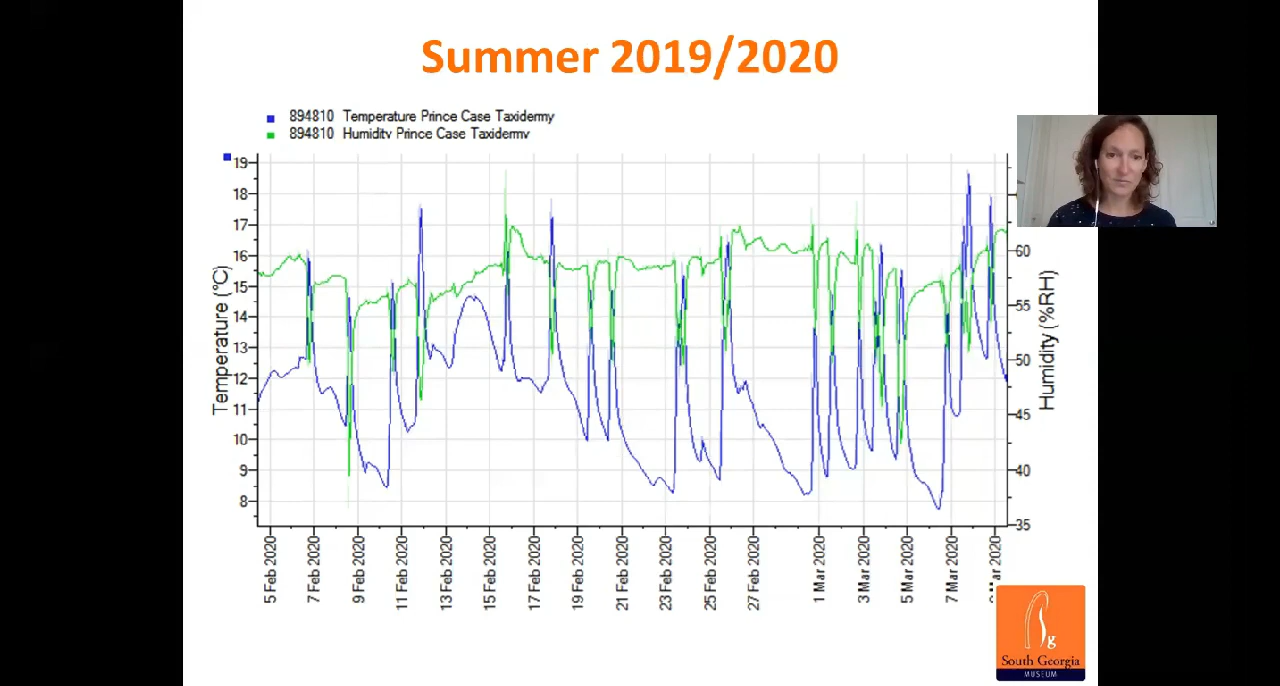 Summer 2019/2020
894810 Temperature Prince Case Taxidermy
894810 Humidity Prince Case Taxidermy
19
18
17
16
15
14
13
12
11
10
9
8
Temperature (°C)
60
55
50
45
40
35
Humidity (%RH)
5 Feb 2020
7 Feb 2020
9 Feb 2020
11 Feb 2020
13 Feb 2020
15 Feb 2020
17 Feb 2020
19 Feb 2020
21 Feb 2020
23 Feb 2020
25 Feb 2020
27 Feb 2020
1 Mar 2020
3 Mar 2020
5 Mar 2020
7 Mar 2020
Mar 2020
g
South Georgia
MUSEUM